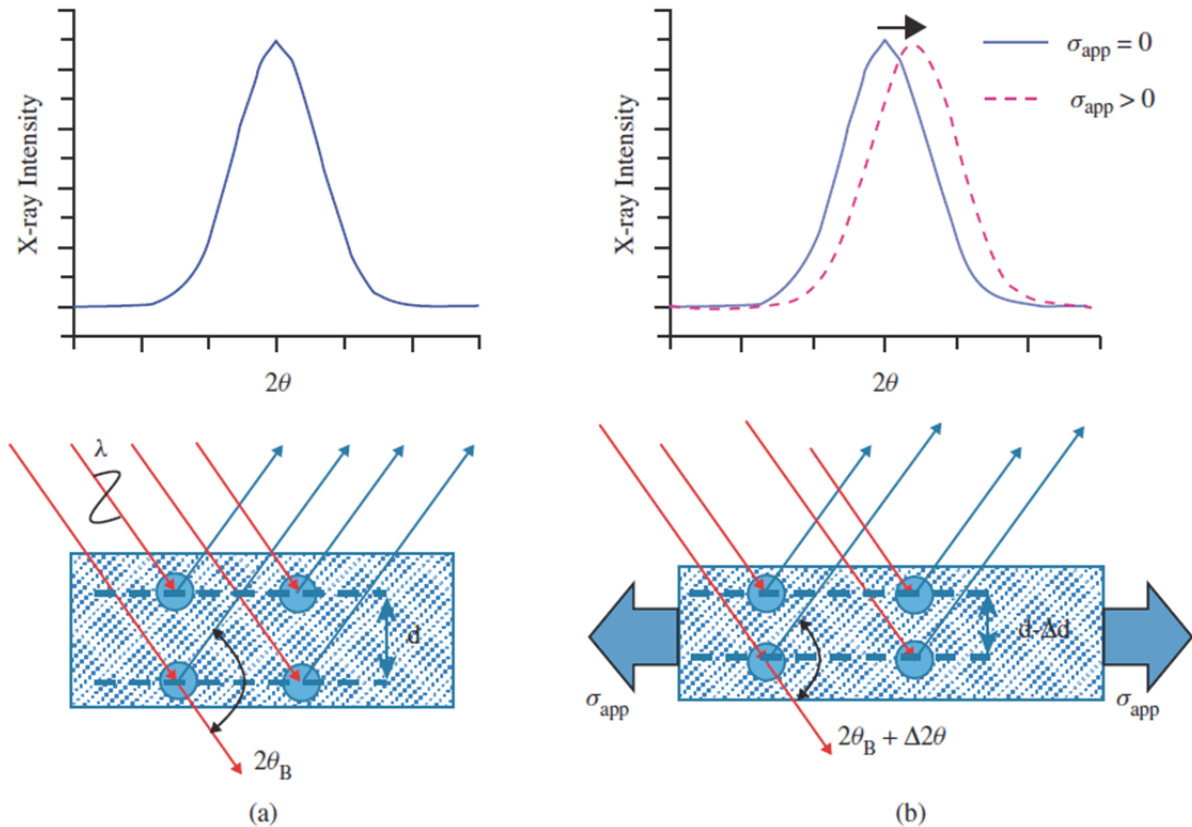 X-ray Intensity
2θ
X-ray Intensity
σapp = 0
σapp > 0
2θ
λ
d
2θB
(a)
d-Δd
σapp
σapp
2θB + Δ2θ
(b)